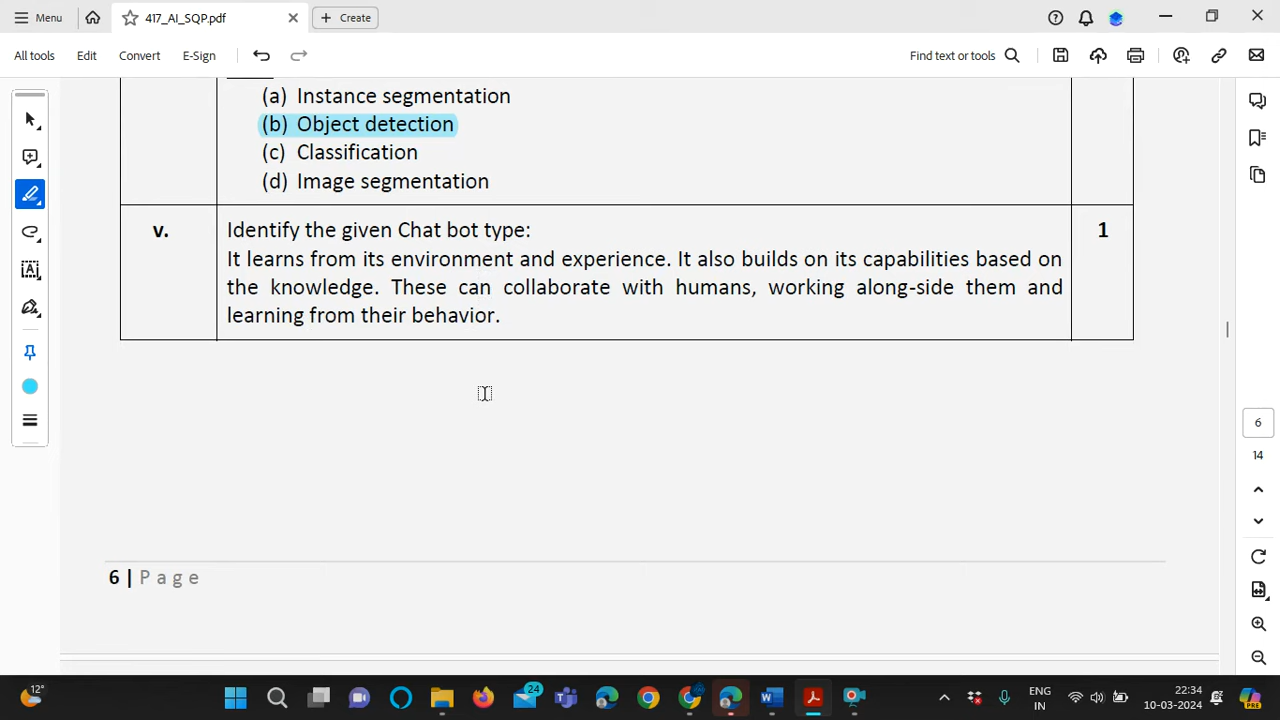 Menu
417_AI_SQP.pdf
Create
All tools
Edit
Convert
E-Sign
Find text or tools
(a) Instance segmentation
(b) Object detection
(c) Classification
(d) Image segmentation
v.
Identify the given Chat bot type:
1
It learns from its environment and experience. It also builds on its capabilities based on
the knowledge. These can collaborate with humans, working along-side them and
learning from their behavior.
6
14
6 | P a g e
12°
24
ENG
IN
22:34
10-03-2024
PRE